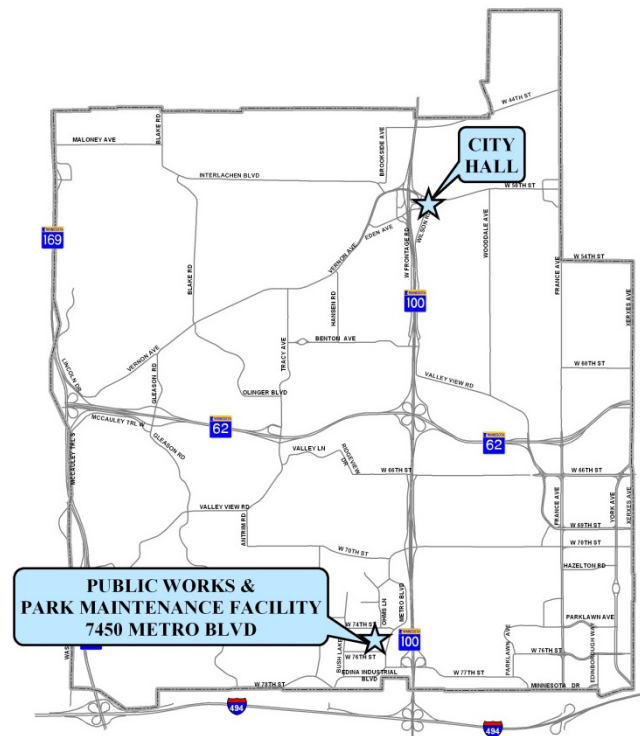 W 44TH ST
BLAKE RD
MALONEY AVE
BROOKSIDE AVE
CITY
HALL
INTERLACHEN BLVD
W 50TH ST
EDEN AVE
WILSON RD
169
VERNON AVE
W FRONTAGE RD
WOODDALE AVE
FRANCE AVE
W 54TH ST
BLAKE RD
HANSEN RD
100
XERXES AVE
BENTON AVE
TRACY AVE
VERNON AVE
GLEASON RD
LINCOLN DR
W 60TH ST
VALLEY VIEW RD
OLINGER BLVD
MCCAULEY TRL W
62
GLEASON RD
VALLEY LN
RIDGEVIEW DR
62
MCCAULEY TRL S
W 66TH ST
W 66TH ST
VALLEY VIEW RD
ANTRIM RD
FRANCE AVE
YORK AVE
XERXES AVE
W 69TH ST
W 70TH ST
W 70TH ST
HAZELTON RD
PUBLIC WORKS &
PARK MAINTENANCE FACILITY
7450 METRO BLVD
OHMS LN
METRO BLVD
W 74TH ST
PARKLAWN AVE
PARKLAWN AVE
100
BUSH LAKE
W 76TH ST
W 76TH ST
EDINBOROUGH WAY
EDINA INDUSTRIAL
BLVD
W 77TH ST
W 78TH ST
MINNESOTA DR
494
494